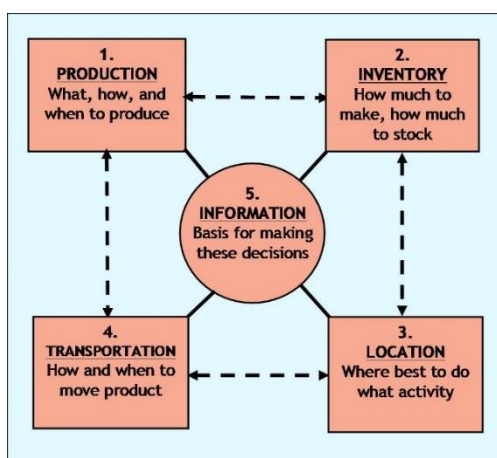 1.
PRODUCTION
What, how, and
when to produce
2.
INVENTORY
How much to
make, how much
to stock
5.
INFORMATION
Basis for making
these decisions
4.
TRANSPORTATION
How and when to
move product
3.
LOCATION
Where best to do
what activity